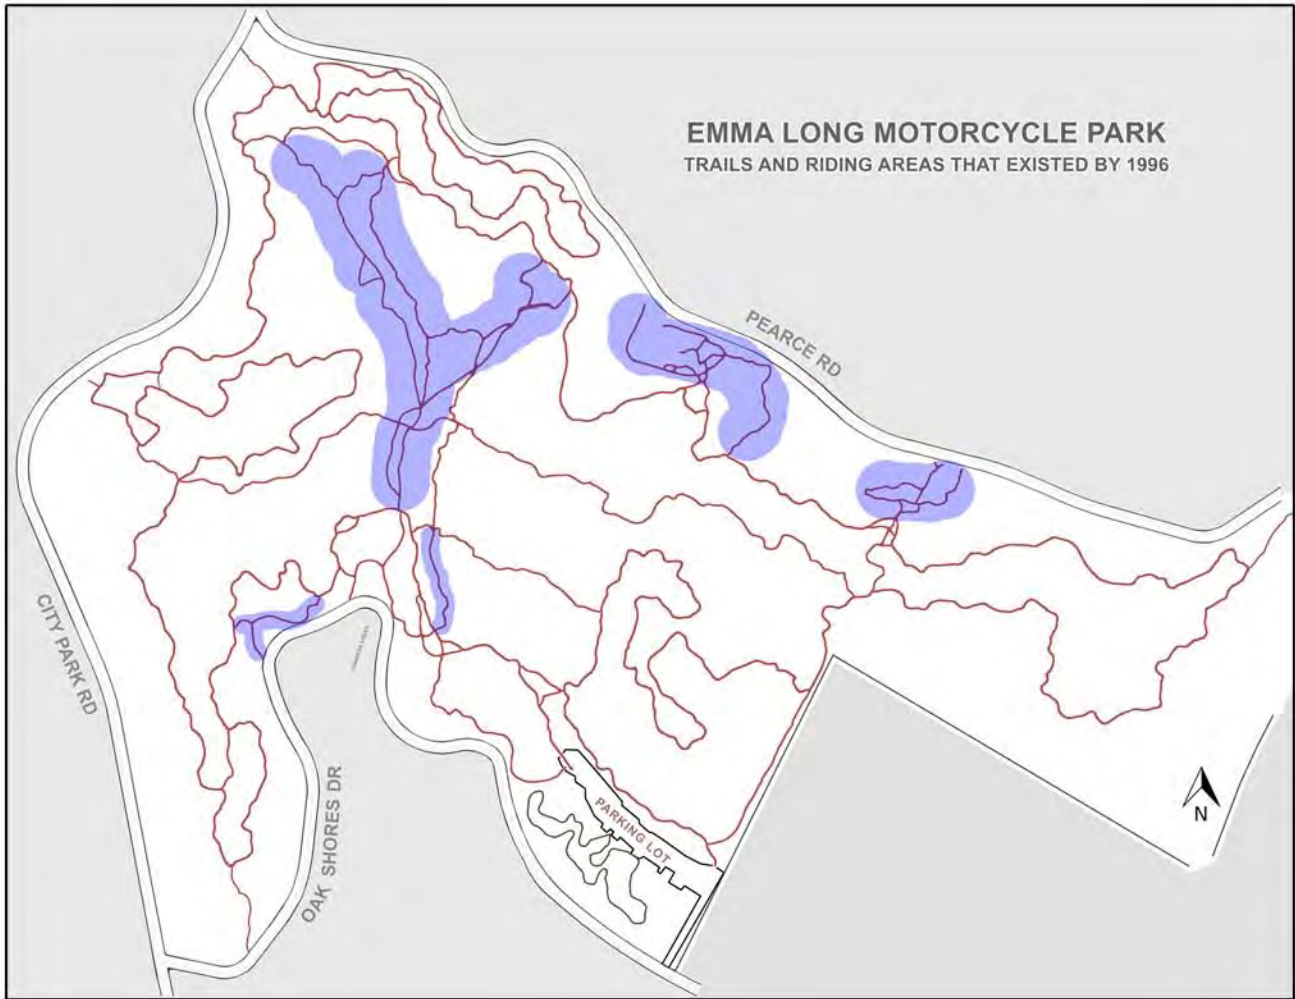 EMMA LONG MOTORCYCLE PARK
TRAILS AND RIDING AREAS THAT EXISTED BY 1996
PEARCE RD
CITY PARK RD
OAK SHORES DR
PARKING LOT
N